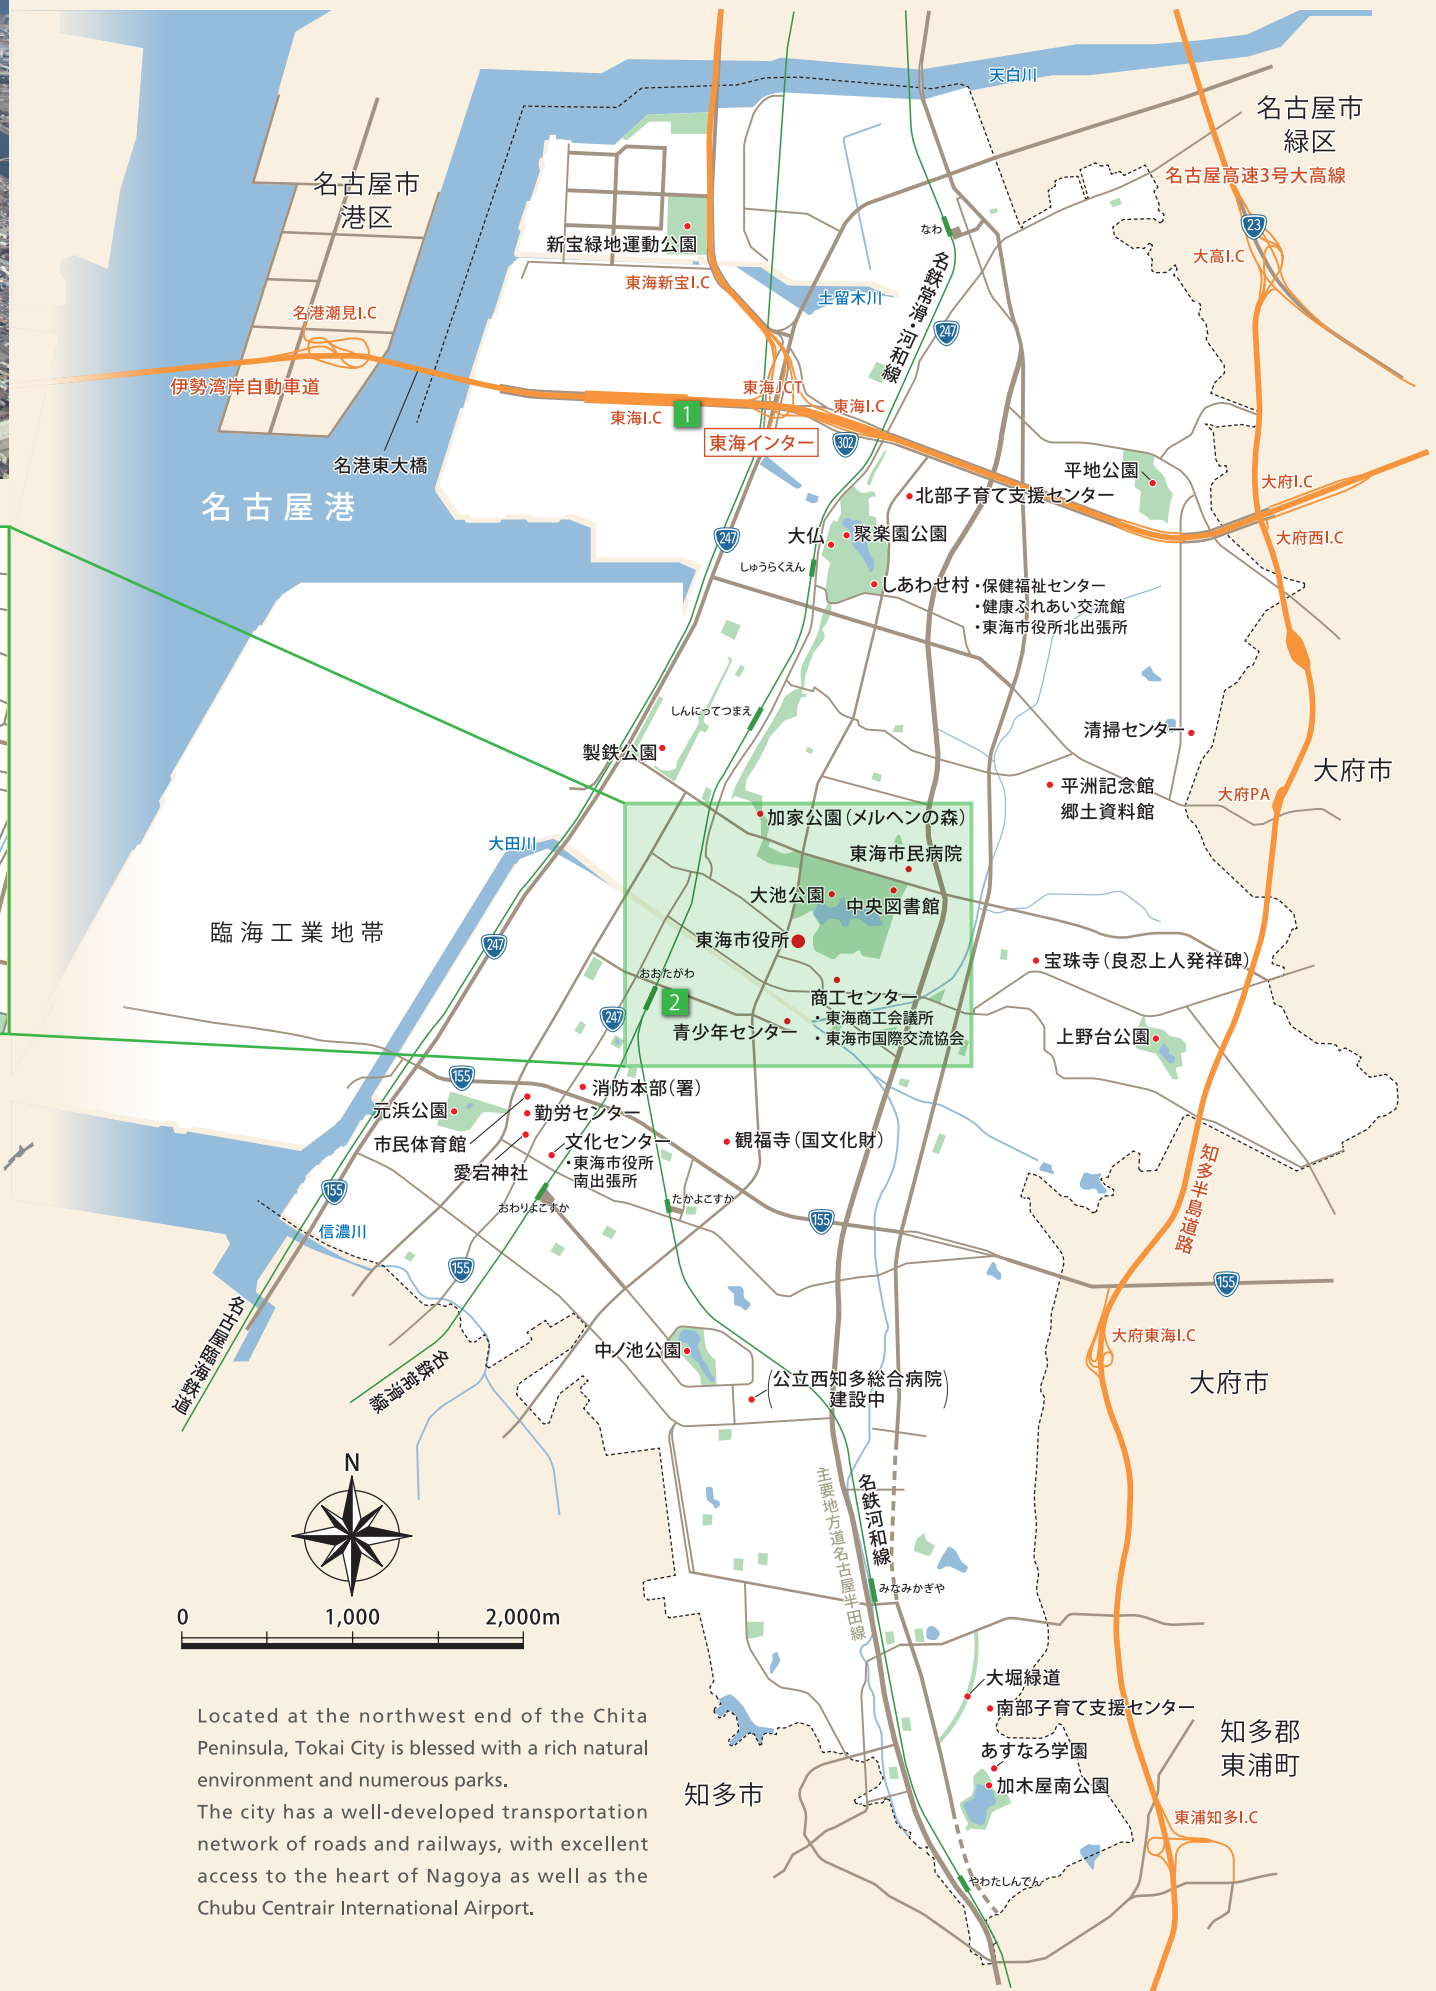 天白川
名古屋市
緑区
名古屋高速3号大高線
名古屋市
港区
23
なわ
新宝緑地運動公園
大高I.C
東海新宝I.C
名鉄常滑・河和線
土留木川
名港潮見I.C
247
伊勢湾岸自動車道
東海JCT
東海I.C
1
東海I.C
東海インター
302
名港東大橋
平地公園
大府I.C
名古屋港
北部子育て支援センター
247
大仏
聚楽園公園
大府西I.C
しゅうらくえん
しあわせ村
・保健福祉センター
・健康ふれあい交流館
・東海市役所北出張所
しんにってつまえ
清掃センター
製鉄公園
大府市
平洲記念館
郷土資料館
大府PA
加家公園(メルヘンの森)
大田川
東海市民病院
大池公園
中央図書館
臨海工業地帯
247
東海市役所
宝珠寺(良忍上人発祥碑)
おおたがわ
2
商工センター
・東海商工会議所
・東海市国際交流協会
247
青少年センター
上野台公園
155
消防本部(署)
元浜公園
勤労センター
市民体育館
文化センター
・東海市役所
南出張所
観福寺(国文化財)
愛宕神社
知多半島道路
155
たかよこすか
おわりよこすか
155
信濃川
155
155
名古屋臨海鉄道
大府東海I.C
名鉄常滑線
中ノ池公園
(公立西知多総合病院
建設中)
大府市
N
主要地方道名古屋半田線
名鉄河和線
みなみかぎや
0 1,000 2,000m
大堀緑道
南部子育て支援センター
Located at the northwest end of the Chita
Peninsula, Tokai City is blessed with a rich natural
environment and numerous parks.
The city has a well-developed transportation
network of roads and railways, with excellent
access to the heart of Nagoya as well as the
Chubu Centrair International Airport.
知多郡
東浦町
あすなろ学園
加木屋南公園
知多市
東浦知多I.C
やわたしんでん